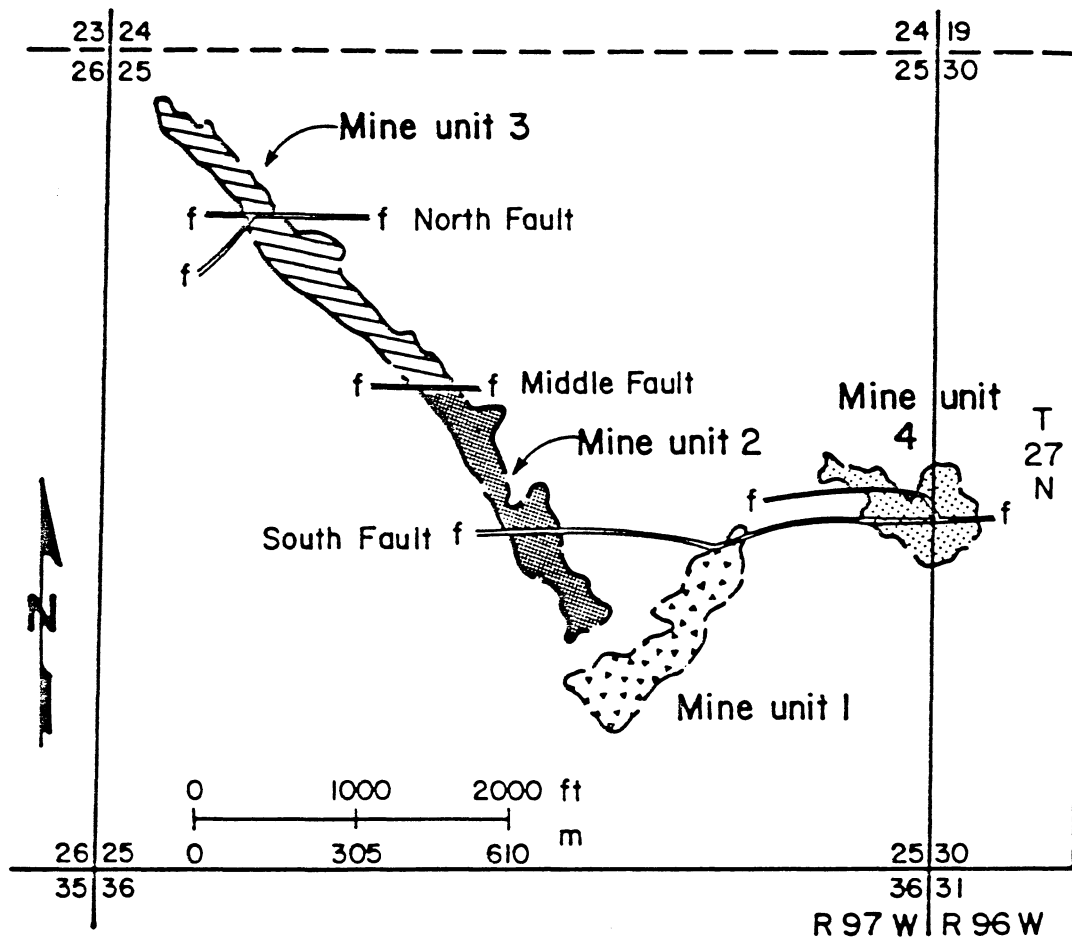 23 24 24 19
26 25 25 30
Mine unit 3
f f North Fault
f
f f Middle Fault
Mine unit 4
T 27 N
Mine unit 2
f
f
South Fault f
N
Mine unit 1
0 1000 2000 ft
m
0 305 610
26 25 25 30
35 36 36 31
R 97 W R 96 W